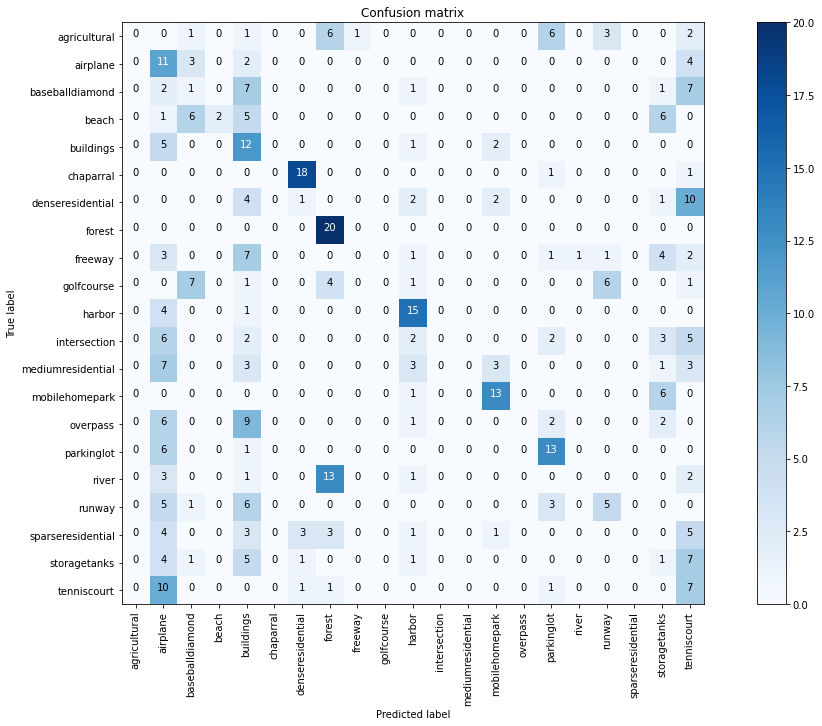 Confusion matrix
True label
agricultural 0 0 1 0 1 0 0 6 1 0 0 0 0 0 0 6 0 3 0 0 2
airplane 0 11 3 0 2 0 0 0 0 0 0 0 0 0 0 0 0 0 0 0 4
baseballdiamond 0 2 1 0 7 0 0 0 0 0 1 0 0 0 0 0 0 0 0 1 7
beach 0 1 6 2 5 0 0 0 0 0 0 0 0 0 0 0 0 0 0 6 0
buildings 0 5 0 0 12 0 0 0 0 0 1 0 0 2 0 0 0 0 0 0 0
chaparral 0 0 0 0 0 0 18 0 0 0 0 0 0 0 0 1 0 0 0 0 1
denseresidential 0 0 0 0 4 0 1 0 0 0 2 0 0 2 0 0 0 0 0 1 10
forest 0 0 0 0 0 0 0 20 0 0 0 0 0 0 0 0 0 0 0 0 0
freeway 0 3 0 0 7 0 0 0 0 0 1 0 0 0 0 1 1 1 0 4 2
golfcourse 0 0 7 0 1 0 0 4 0 0 1 0 0 0 0 0 0 6 0 0 1
harbor 0 4 0 0 1 0 0 0 0 0 15 0 0 0 0 0 0 0 0 0 0
intersection 0 6 0 0 2 0 0 0 0 0 2 0 0 0 0 2 0 0 0 3 5
mediumresidential 0 7 0 0 3 0 0 0 0 0 3 0 0 3 0 0 0 0 0 1 3
mobilehomepark 0 0 0 0 0 0 0 0 0 0 1 0 0 13 0 0 0 0 0 6 0
overpass 0 6 0 0 9 0 0 0 0 0 1 0 0 0 0 2 0 0 0 2 0
parkinglot 0 6 0 0 1 0 0 0 0 0 0 0 0 0 0 13 0 0 0 0 0
river 0 3 0 0 1 0 0 13 0 0 1 0 0 0 0 0 0 0 0 0 2
runway 0 5 1 0 6 0 0 0 0 0 0 0 0 0 0 3 0 5 0 0 0
sparseresidential 0 4 0 0 3 0 3 3 0 0 1 0 0 1 0 0 0 0 0 0 5
storagetanks 0 4 1 0 5 0 1 0 0 0 1 0 0 0 0 0 0 0 0 1 7
tenniscourt 0 10 0 0 0 0 1 1 0 0 0 0 0 0 0 1 0 0 0 0 7
agricultural
airplane
baseballdiamond
beach
buildings
chaparral
denseresidential
forest
freeway
golfcourse
harbor
intersection
mediumresidential
mobilehomepark
overpass
parkinglot
river
runway
sparseresidential
storagetanks
tenniscourt
Predicted label
20.0
17.5
15.0
12.5
10.0
7.5
5.0
2.5
0.0